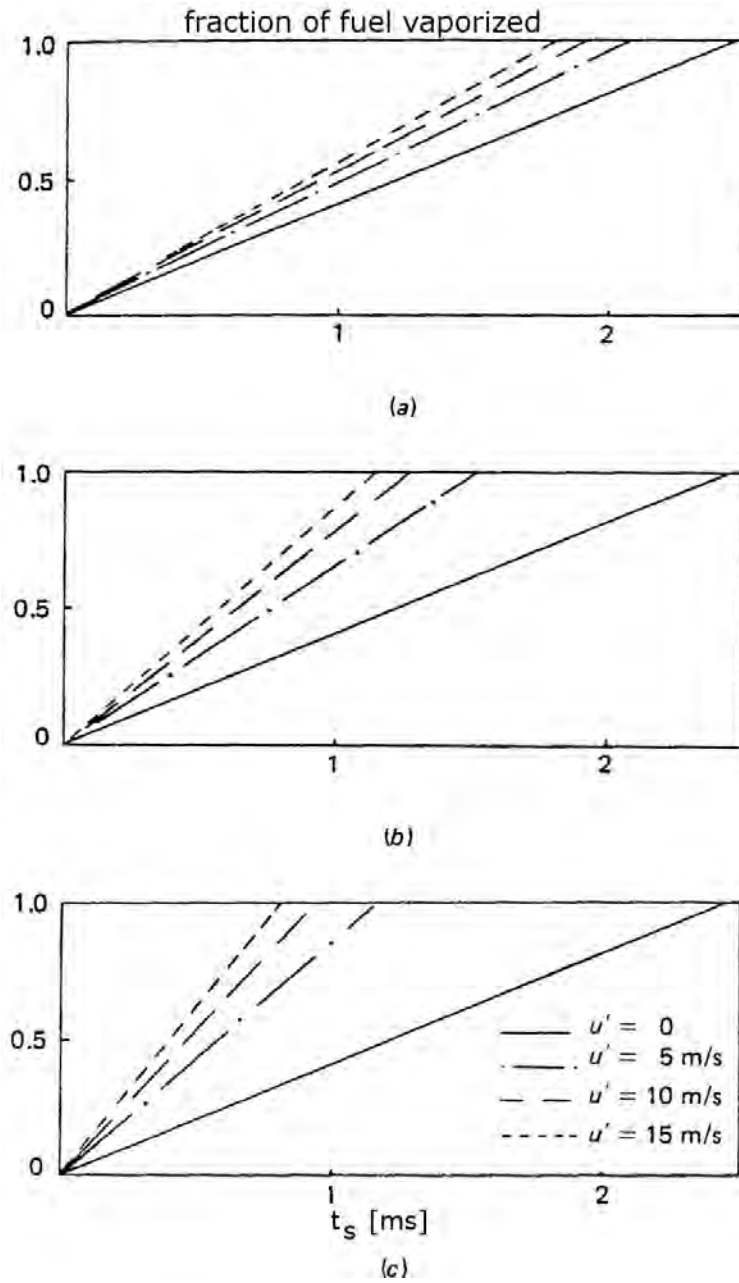 fraction of fuel vaporized
1.0
0.5
0
1 2
(a)
1.0
0.5
0
1 2
(b)
1.0
0.5
0
u' = 0
u' = 5 m/s
u' = 10 m/s
u' = 15 m/s
1 2
t_s [ms]
(c)